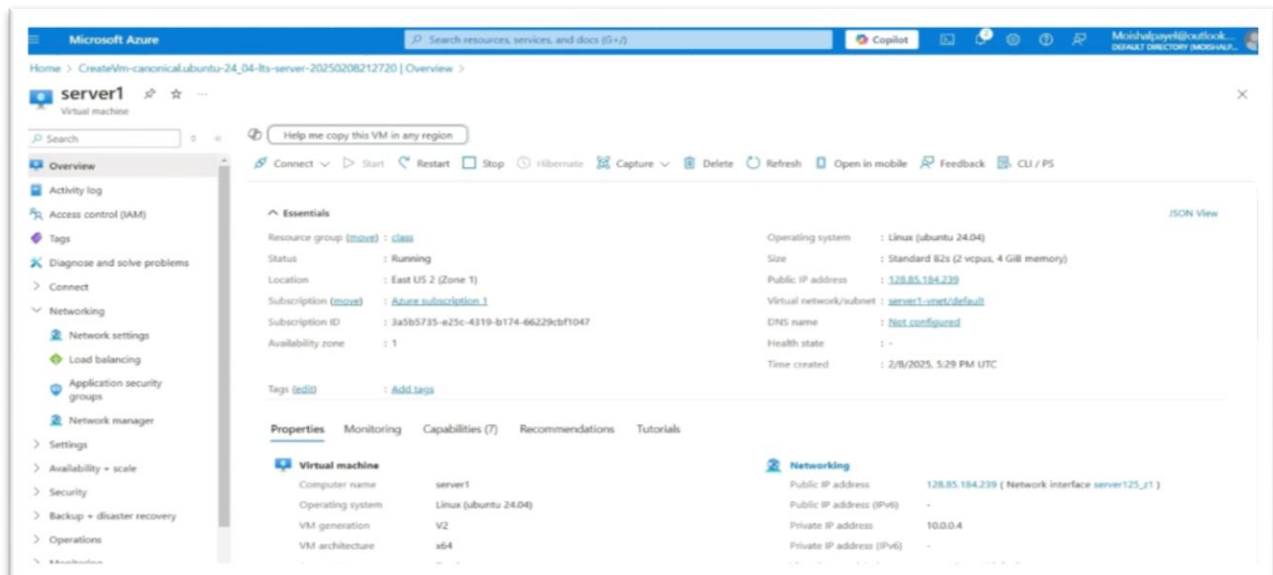 Microsoft Azure
Search resources, services, and docs (G+/)
Copilot
Moishalpayel@outlook...
DEFAULT DIRECTORY (MOISHALP...
Home > CreateVm-canonical.ubuntu-24_04-lts-server-20250208212720 | Overview >
server1
Virtual machine
Search
Help me copy this VM in any region
Connect Start Restart Stop Hibernate Capture Delete Refresh Open in mobile Feedback CLI / PS
Overview
Activity log
Access control (IAM)
Tags
Diagnose and solve problems
Connect
Networking
Network settings
Load balancing
Application security
groups
Network manager
Settings
Availability + scale
Security
Backup + disaster recovery
Operations
Monitoring
Essentials
JSON View
Resource group (move) : class
Status : Running
Location : East US 2 (Zone 1)
Subscription (move) : Azure subscription 1
Subscription ID : 3a5b5735-e25c-4319-b174-66229cbf1047
Availability zone : 1
Operating system : Linux (ubuntu 24.04)
Size : Standard B2s (2 vcpus, 4 GiB memory)
Public IP address : 128.85.184.239
Virtual network/subnet : server1-vnet/default
DNS name : Not configured
Health state : -
Time created : 2/8/2025, 5:29 PM UTC
Tags (edit) : Add tags
Properties Monitoring Capabilities (7) Recommendations Tutorials
Virtual machine
Computer name server1
Operating system Linux (ubuntu 24.04)
VM generation V2
VM architecture x64
Networking
Public IP address 128.85.184.239 ( Network interface server125_z1 )
Public IP address (IPv6) -
Private IP address 10.0.0.4
Private IP address (IPv6) -